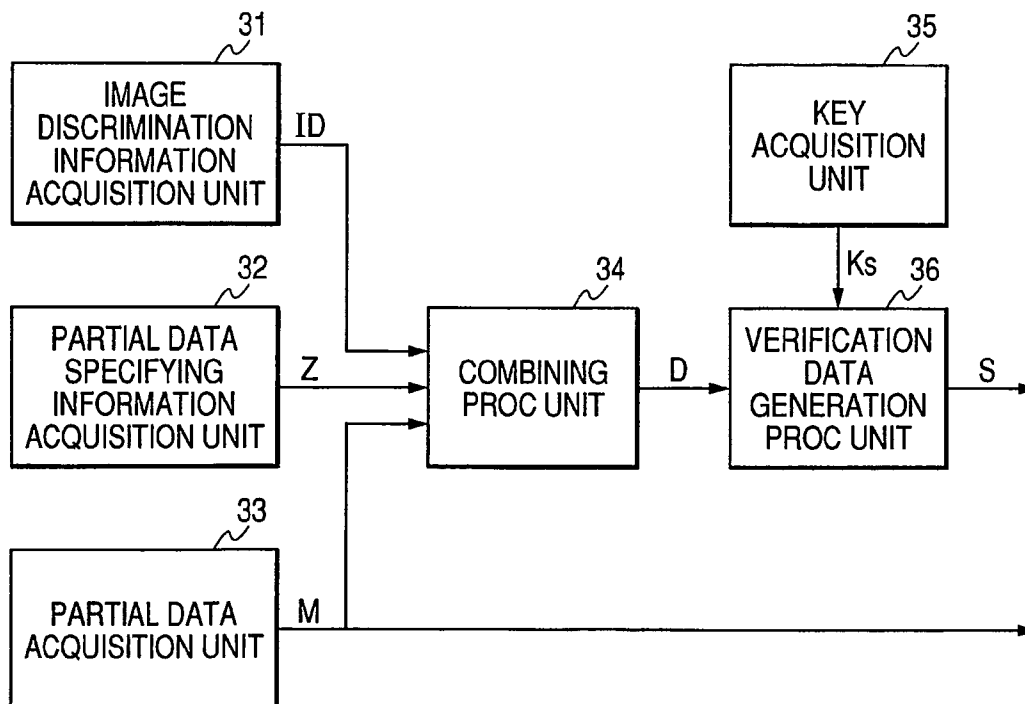 31
IMAGE
DISCRIMINATION
INFORMATION
ACQUISITION UNIT
ID
35
KEY
ACQUISITION
UNIT
Ks
32
PARTIAL DATA
SPECIFYING
INFORMATION
ACQUISITION UNIT
Z
34
COMBINING
PROC UNIT
D
36
VERIFICATION
DATA
GENERATION
PROC UNIT
S
33
PARTIAL DATA
ACQUISITION UNIT
M